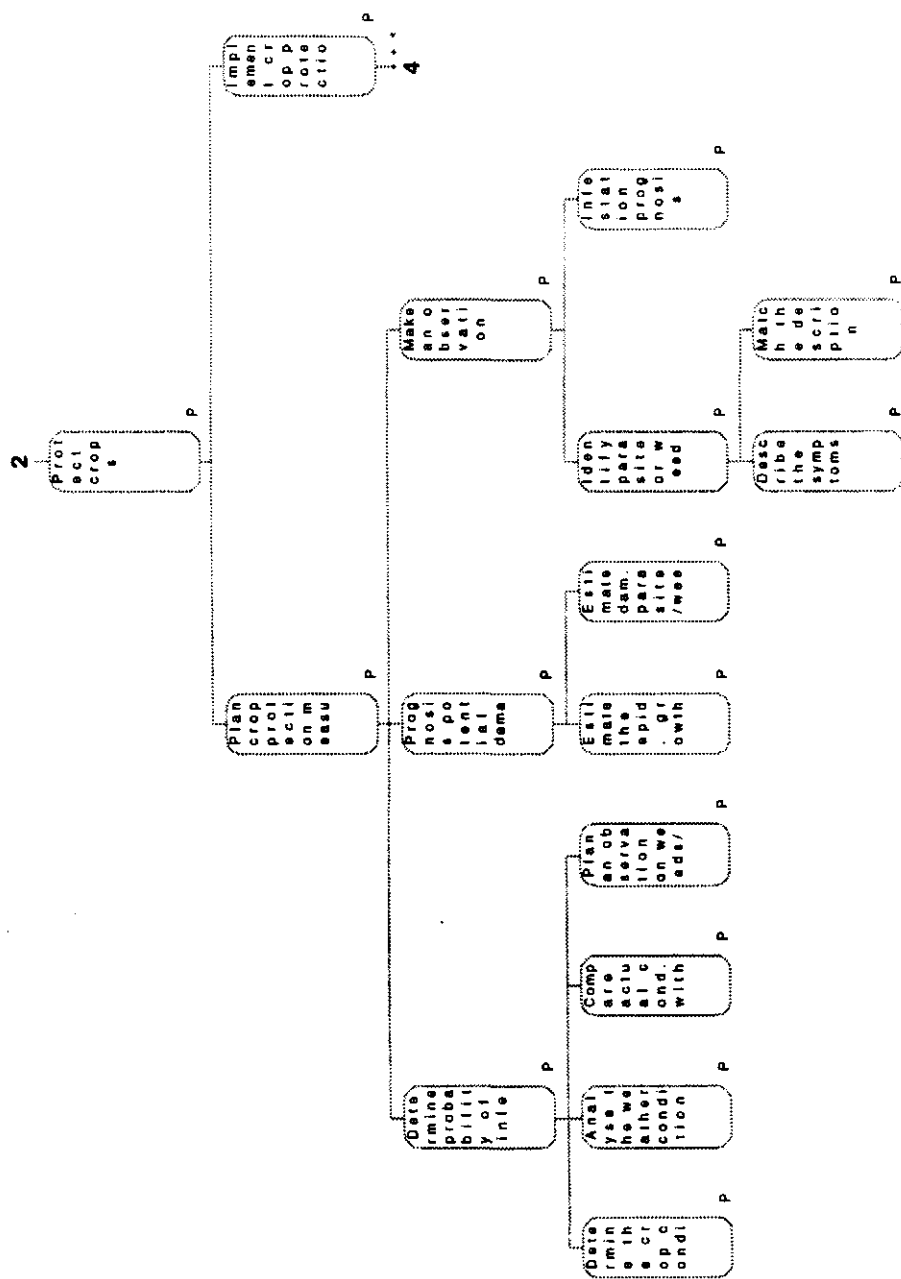 2
Prot
ect
crop
s
P
Impl
emen
t cr
op p
rote
ctio
P
* * *
4
Plan
crop
prot
ecti
on m
easu
P
Dete
rmine
proba
bilit
y of
infe
P
Prog
nosi
s po
tent
ial
dama
P
Make
an o
bser
vati
on
P
Dete
rmin
e th
e cr
op c
ondi
P
Anal
yse t
he we
ather
condi
tion
P
Comp
are
actu
al c
ond.
with
P
Plan
an ob
serva
tion
on we
eds/
P
Esti
mate
the
epid
. gr
owth
P
Esti
mate
dam.
para
site
/wee
P
Iden
tify
para
site
or w
eed
P
Infe
stat
ion
prog
nosi
s
P
Desc
ribe
the
symp
toms
P
Matc
h th
e de
scri
ptio
n
P